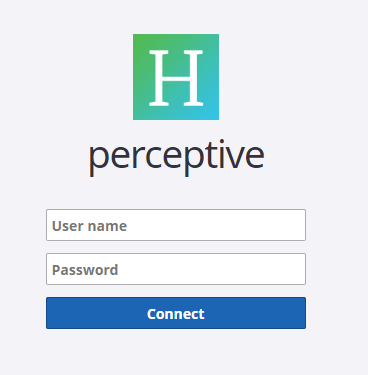 H
perceptive
User name
Password
Connect